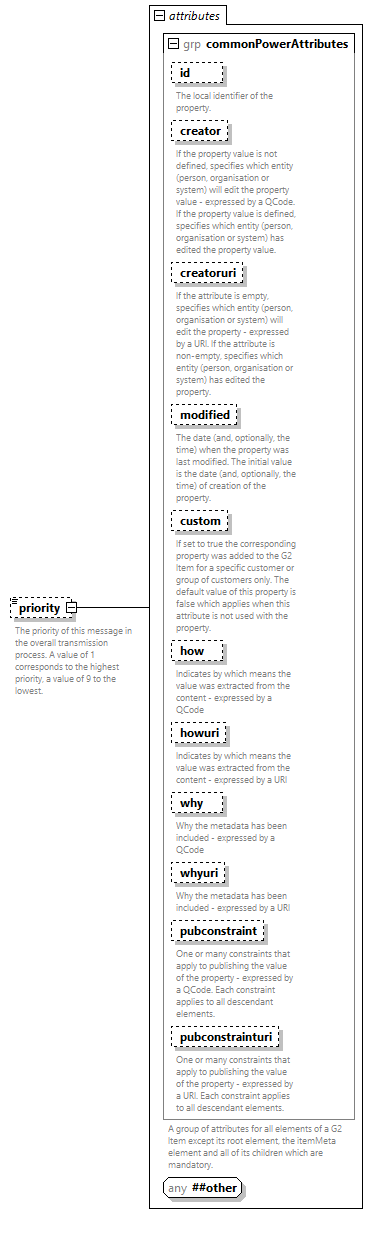 attributes
grp commonPowerAttributes
id
The local identifier of the
property.
creator
If the property value is not
defined, specifies which entity
(person, organisation or
system) will edit the property
value - expressed by a QCode.
If the property value is defined,
specifies which entity (person,
organisation or system) has
edited the property value.
creatoruri
If the attribute is empty,
specifies which entity (person,
organisation or system) will
edit the property - expressed
by a URI. If the attribute is
non-empty, specifies which
entity (person, organisation or
system) has edited the
property.
modified
The date (and, optionally, the
time) when the property was
last modified. The initial value
is the date (and, optionally, the
time) of creation of the
property.
custom
If set to true the corresponding
property was added to the G2
Item for a specific customer or
group of customers only. The
default value of this property is
false which applies when this
attribute is not used with the
property.
priority
The priority of this message in
the overall transmission
process. A value of 1
corresponds to the highest
priority, a value of 9 to the
lowest.
how
Indicates by which means the
value was extracted from the
content - expressed by a
QCode
howuri
Indicates by which means the
value was extracted from the
content - expressed by a URI
why
Why the metadata has been
included - expressed by a
QCode
whyuri
Why the metadata has been
included - expressed by a URI
pubconstraint
One or many constraints that
apply to publishing the value
of the property - expressed by
a QCode. Each constraint
applies to all descendant
elements.
pubconstrainturi
One or many constraints that
apply to publishing the value
of the property - expressed by
a URI. Each constraint applies
to all descendant elements.
A group of attributes for all elements of a G2
Item except its root element, the itemMeta
element and all of its children which are
mandatory.
any ##other